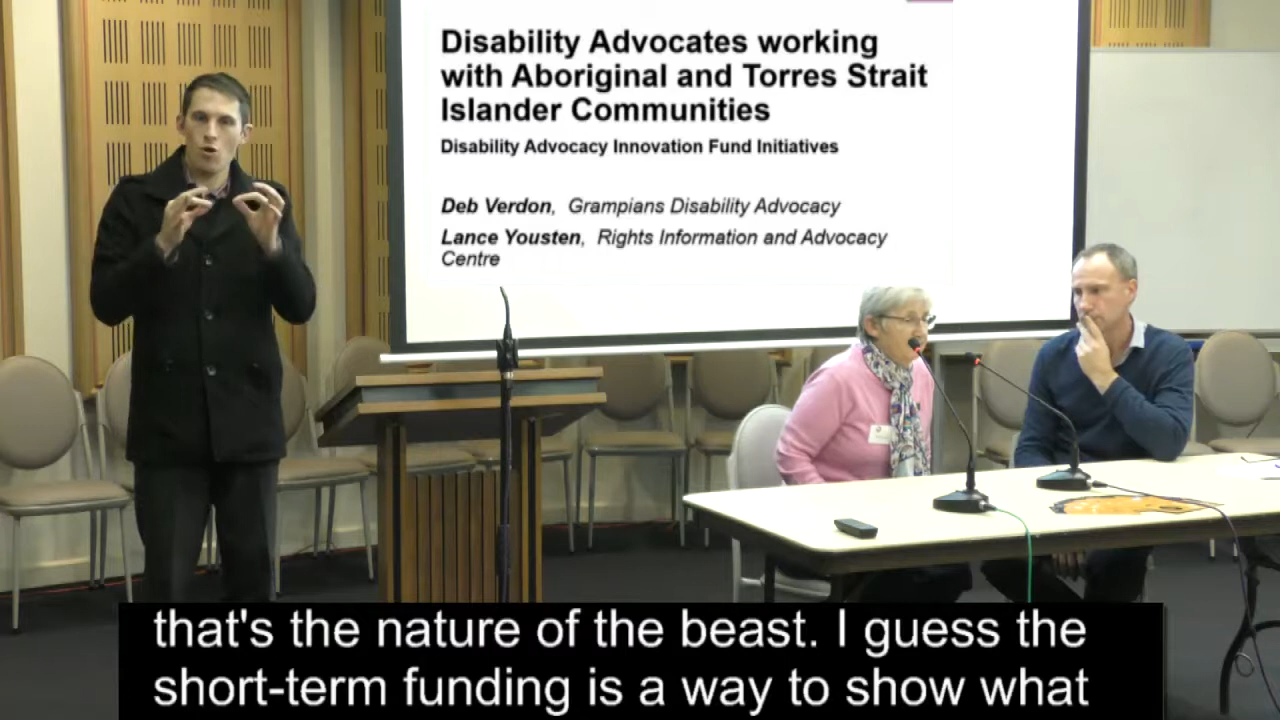 Disability Advocates working
with Aboriginal and Torres Strait
Islander Communities
Disability Advocacy Innovation Fund Initiatives
Deb Verdon, Grampians Disability Advocacy
Lance Yousten, Rights Information and Advocacy
Centre
that's the nature of the beast. I guess the
short-term funding is a way to show what